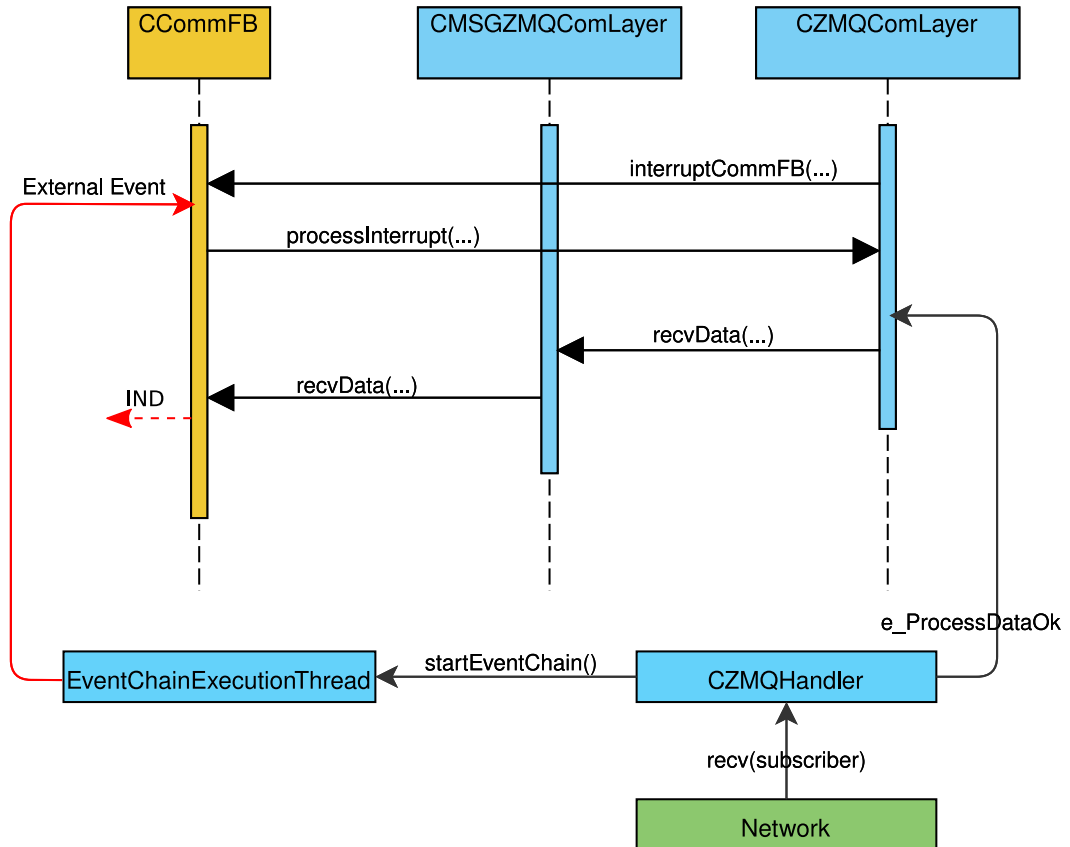 CCommFB
CMSGZMQComLayer
CZMQComLayer
interruptCommFB(...)
External Event
processInterrupt(...)
recvData(...)
recvData(...)
IND
e_ProcessDataOk
startEventChain()
EventChainExecutionThread
CZMQHandler
recv(subscriber)
Network